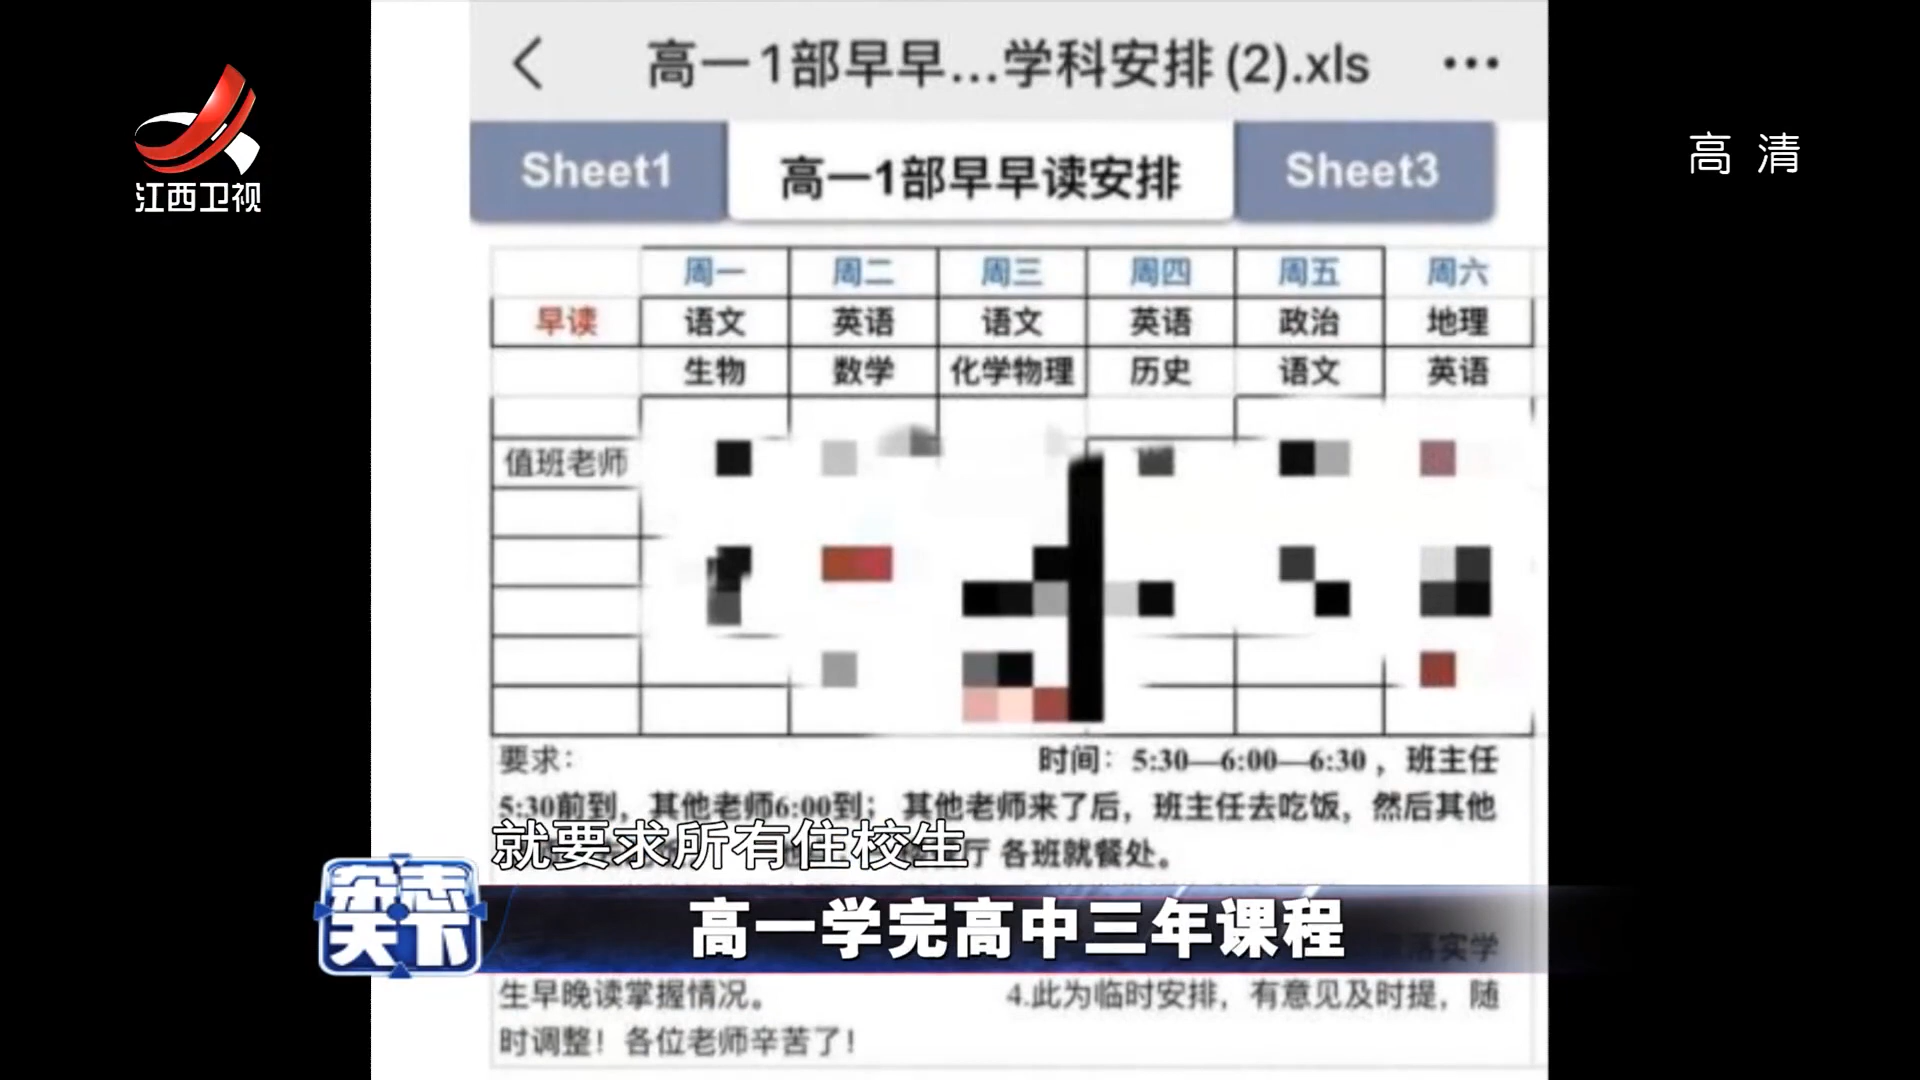 高一1部早早...学科安排(2).xls
江西卫视
高清
Sheet1 高一1部早早读安排 Sheet3
周一 周二 周三 周四 周五 周六
早读 语文 英语 语文 英语 政治 地理
生物 数学 化学物理 历史 语文 英语
值班老师
要求： 时间：5:30—6:00—6:30，班主任
5:30前到，其他老师6:00到；其他老师来了后，班主任去吃饭，然后其他
就要求所有住校生
厅 各班就餐处。
杂志天下
高一学完高中三年课程
落实学
生早晚读掌握情况。 4.此为临时安排，有意见及时提，随
时调整！各位老师辛苦了！